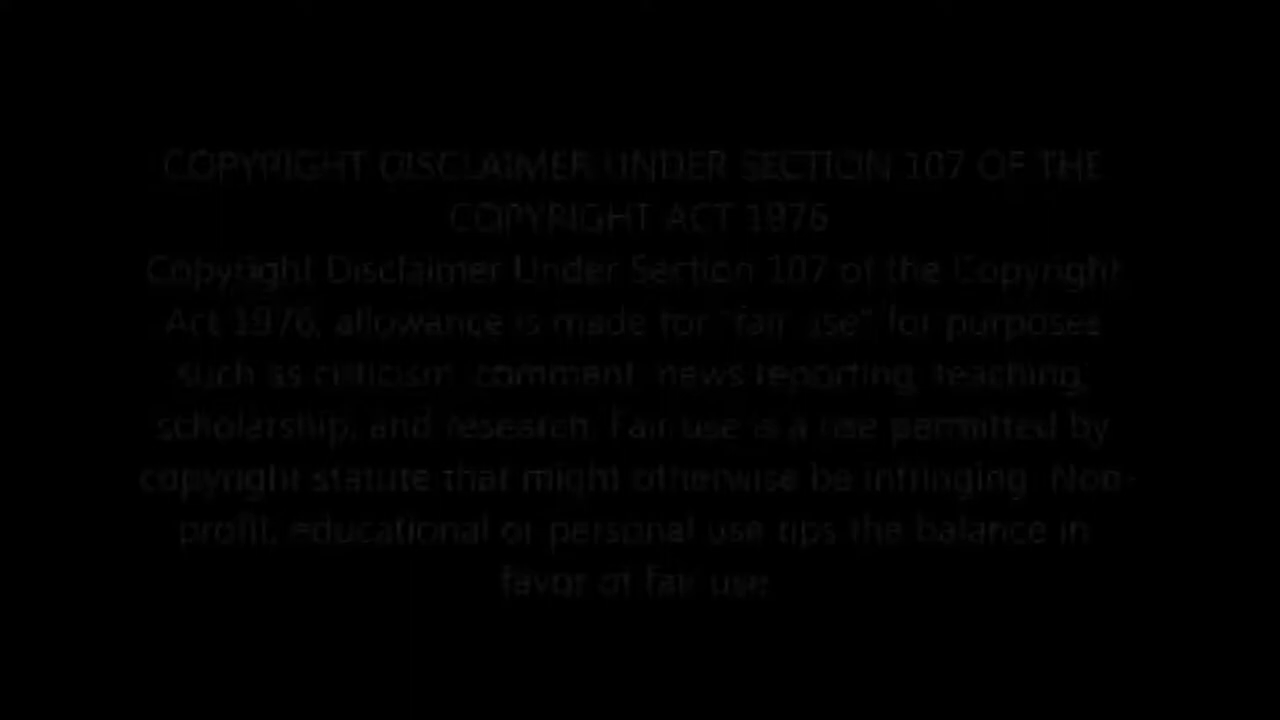 COPYRIGHT DISCLAIMER UNDER SECTION 107 OF THE
COPYRIGHT ACT 1976
Copyright Disclaimer Under Section 107 of the Copyright
Act 1976, allowance is made for "fair use" for purposes
such as criticism, comment, news reporting, teaching,
scholarship, and research. Fair use is a use permitted by
copyright statute that might otherwise be infringing. Non-
profit, educational or personal use tips the balance in
favor of fair use.